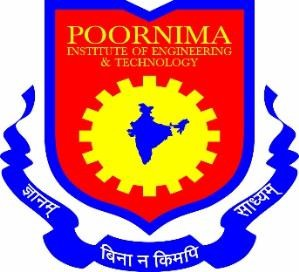 POORNIMA
INSTITUTE OF ENGINEERING
& TECHNOLOGY
ज्ञानम्
बिना न किमपि
साध्यम्